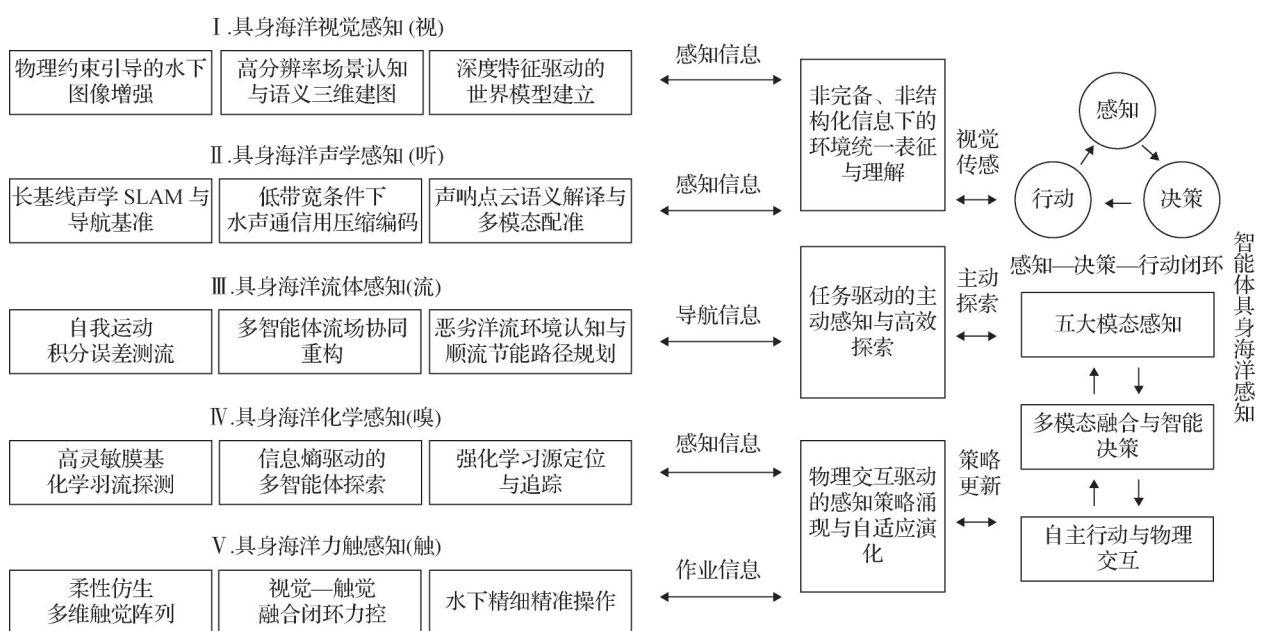 Ⅰ.具身海洋视觉感知(视)
物理约束引导的水下
图像增强
高分辨率场景认知
与语义三维建图
深度特征驱动的
世界模型建立
Ⅱ.具身海洋声学感知(听)
长基线声学 SLAM 与
导航基准
低带宽条件下
水声通信用压缩编码
声呐点云语义解译与
多模态配准
Ⅲ.具身海洋流体感知(流)
自我运动
积分误差测流
多智能体流场协同
重构
恶劣洋流环境认知与
顺流节能路径规划
Ⅳ.具身海洋化学感知(嗅)
高灵敏膜基
化学羽流探测
信息熵驱动的
多智能体探索
强化学习源定位
与追踪
Ⅴ.具身海洋力触感知(触)
柔性仿生
多维触觉阵列
视觉—触觉
融合闭环力控
水下精细精准操作
感知信息
感知信息
导航信息
感知信息
作业信息
非完备、非结
构化信息下的
环境统一表征
与理解
任务驱动的主
动感知与高效
探索
物理交互驱动
的感知策略涌
现与自适应演
化
视觉
传感
主动
探索
策略
更新
感知
行动
决策
感知—决策—行动闭环
五大模态感知
多模态融合与智能
决策
自主行动与物理
交互
智能体具身海洋感知